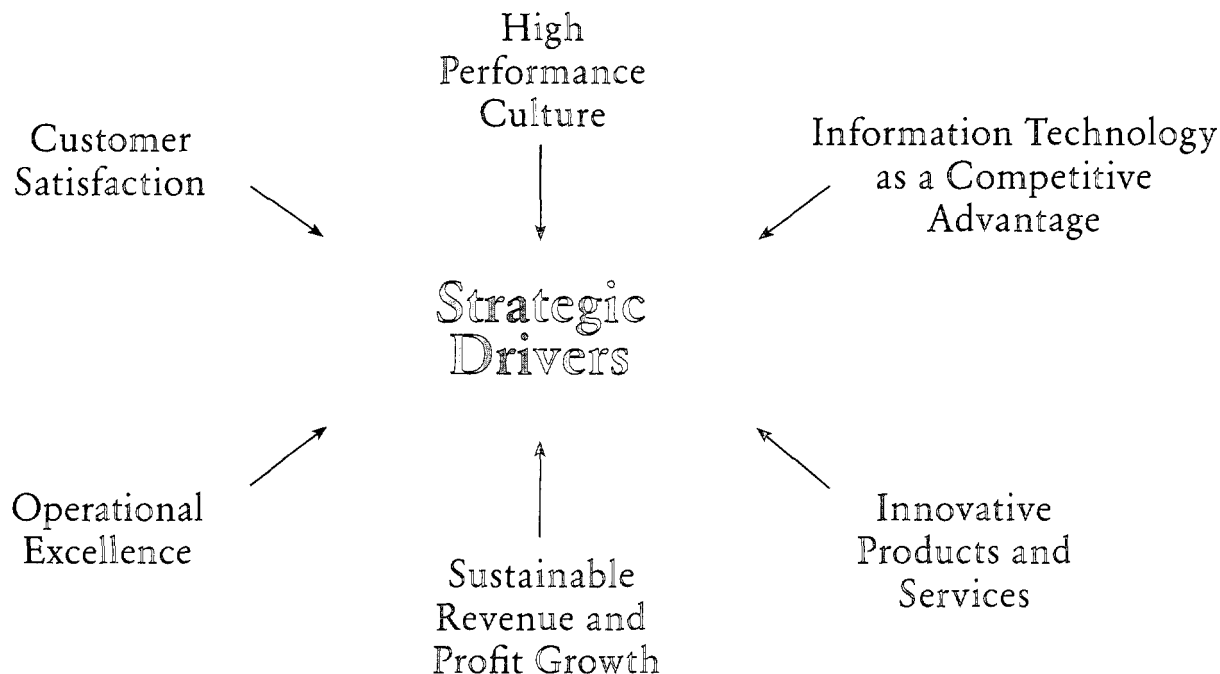 High
Performance
Culture
Customer
Satisfaction
Information Technology
as a Competitive
Advantage
Strategic
Drivers
Operational
Excellence
Sustainable
Revenue and
Profit Growth
Innovative
Products and
Services